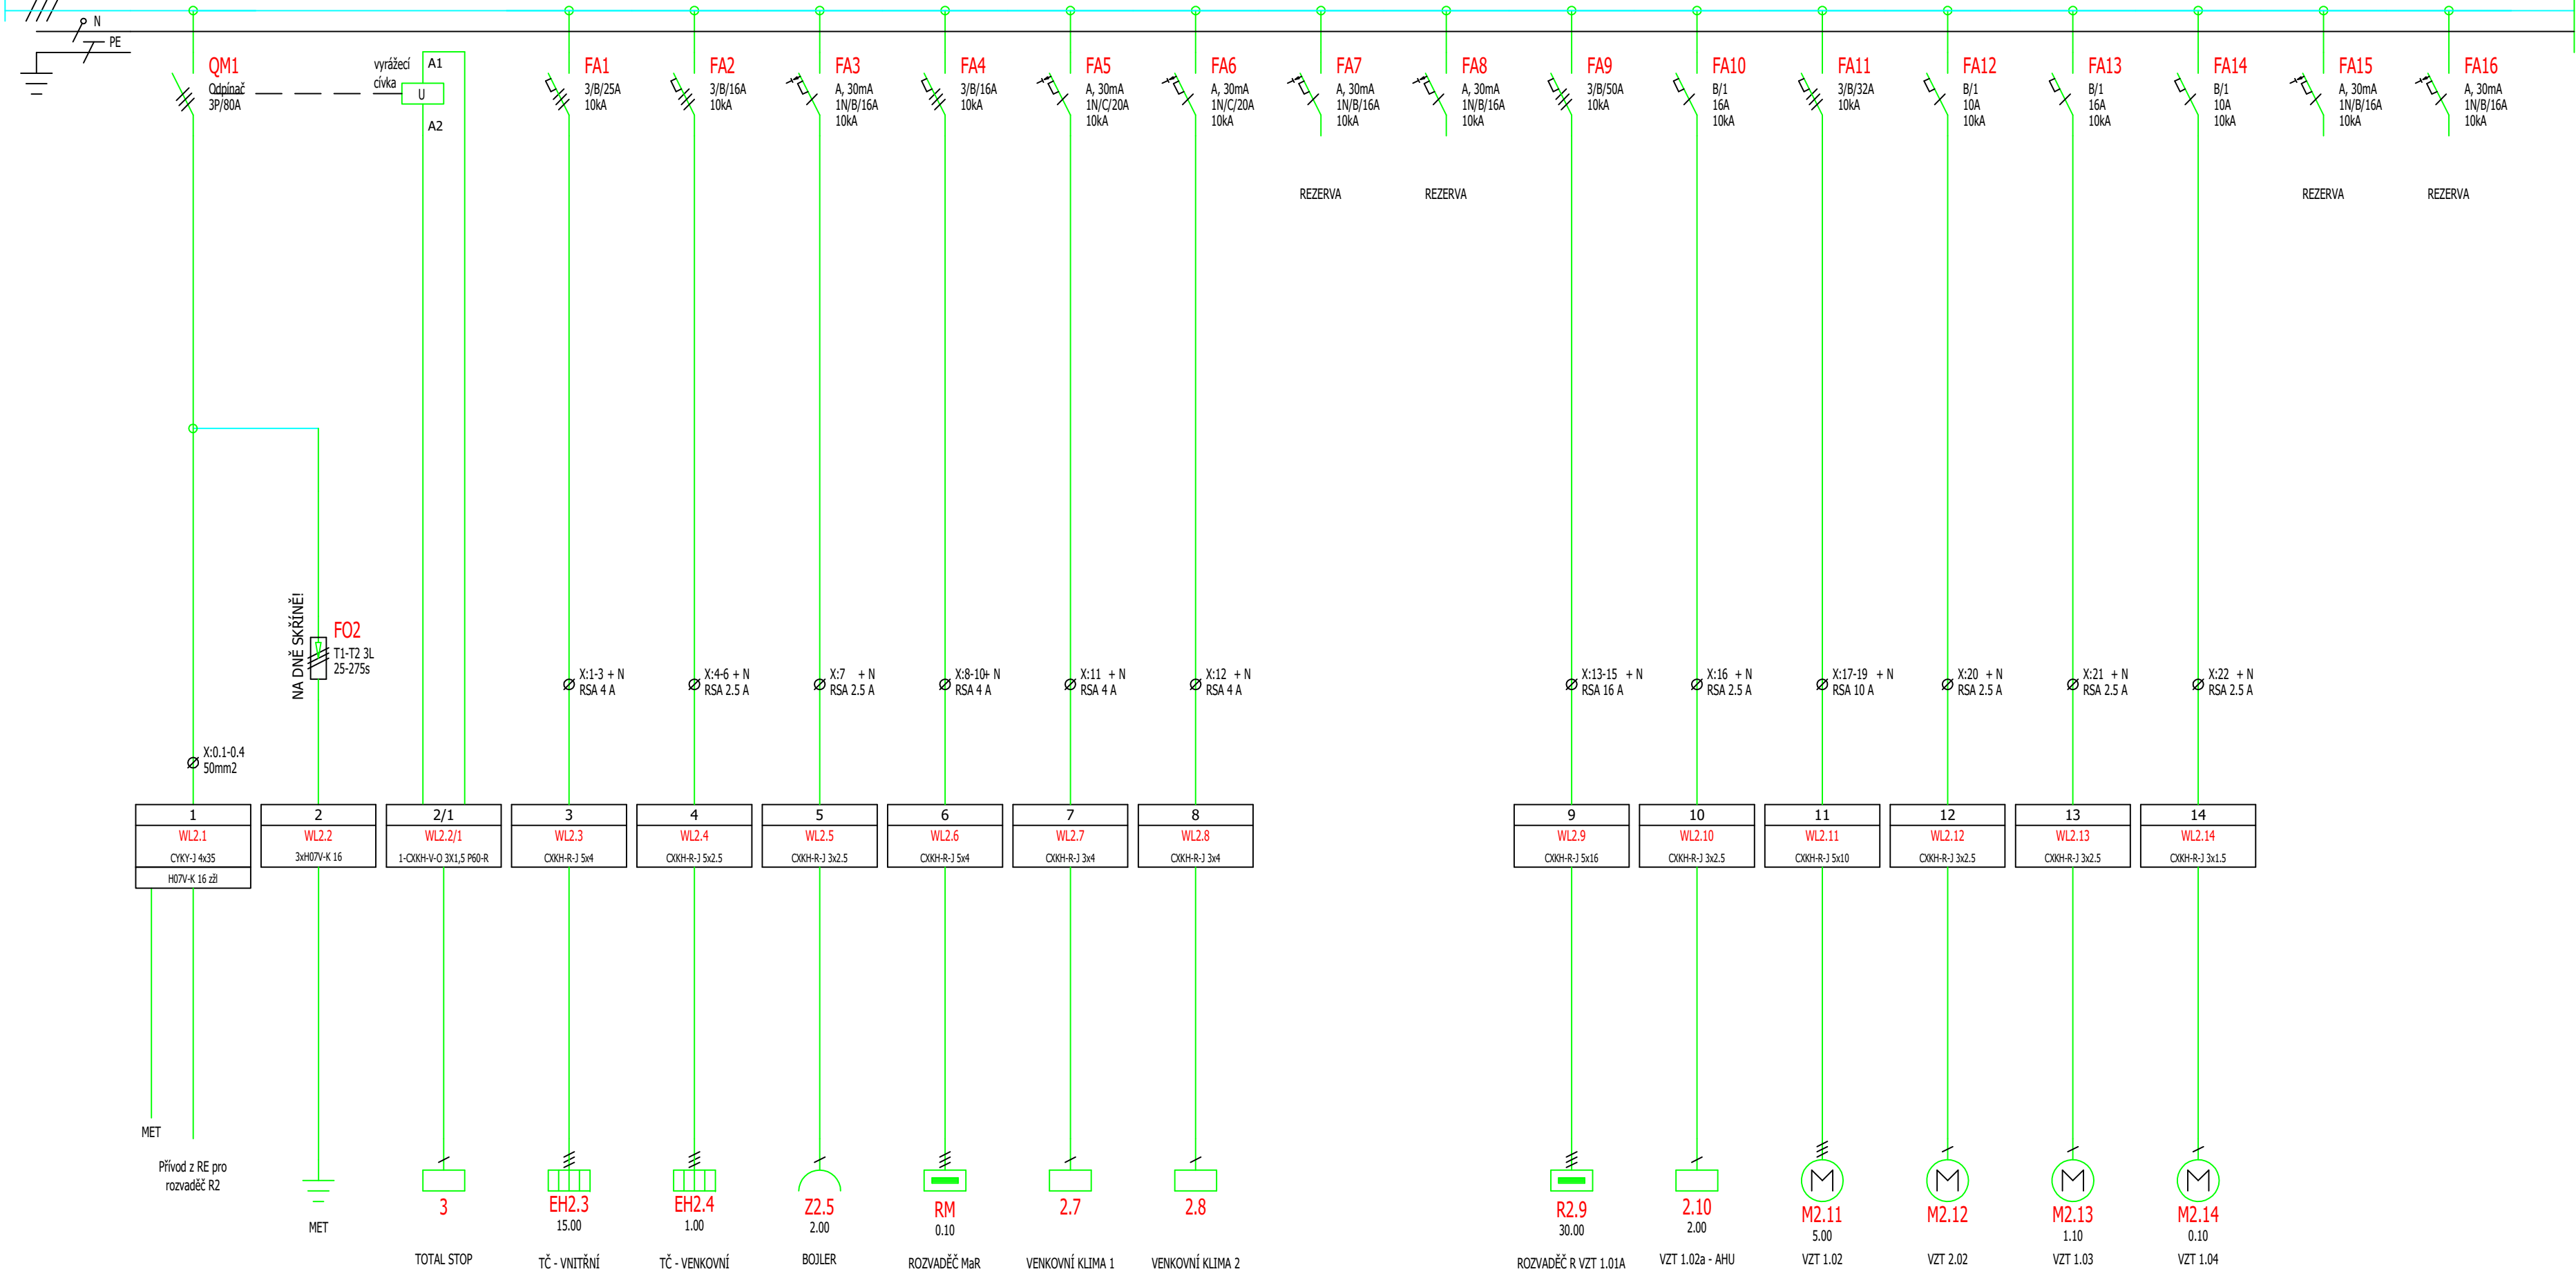 N
PE
QM1
Odpínač
3P/80A
vyrážecí
cívka
A1
U
A2
FA1
3/B/25A
10kA
FA2
3/B/16A
10kA
FA3
A, 30mA
1N/B/16A
10kA
FA4
3/B/16A
10kA
FA5
A, 30mA
1N/C/20A
10kA
FA6
A, 30mA
1N/C/20A
10kA
FA7
A, 30mA
1N/B/16A
10kA
REZERVA
FA8
A, 30mA
1N/B/16A
10kA
REZERVA
FA9
3/B/50A
10kA
FA10
B/1
16A
10kA
FA11
3/B/32A
10kA
FA12
B/1
10A
10kA
FA13
B/1
16A
10kA
FA14
B/1
10A
10kA
FA15
A, 30mA
1N/B/16A
10kA
REZERVA
FA16
A, 30mA
1N/B/16A
10kA
REZERVA
NA DNĚ SKŘÍNĚ!
FO2
T1-T2 3L
25-275s
X:0.1-0.4
50mm2
X:1-3 + N
RSA 4 A
X:4-6 + N
RSA 2.5 A
X:7 + N
RSA 2.5 A
X:8-10+ N
RSA 4 A
X:11 + N
RSA 4 A
X:12 + N
RSA 4 A
X:13-15 + N
RSA 16 A
X:16 + N
RSA 2.5 A
X:17-19 + N
RSA 10 A
X:20 + N
RSA 2.5 A
X:21 + N
RSA 2.5 A
X:22 + N
RSA 2.5 A
1
WL2.1
CYKY-J 4x35
H07V-K 16 zžl
2
WL2.2
3xH07V-K 16
2/1
WL2.2/1
1-CXKH-V-O 3X1,5 P60-R
3
WL2.3
CXKH-R-J 5x4
4
WL2.4
CXKH-R-J 5x2.5
5
WL2.5
CXKH-R-J 3x2.5
6
WL2.6
CXKH-R-J 5x4
7
WL2.7
CXKH-R-J 3x4
8
WL2.8
CXKH-R-J 3x4
9
WL2.9
CXKH-R-J 5x16
10
WL2.10
CXKH-R-J 3x2.5
11
WL2.11
CXKH-R-J 5x10
12
WL2.12
CXKH-R-J 3x2.5
13
WL2.13
CXKH-R-J 3x2.5
14
WL2.14
CXKH-R-J 3x1.5
MET
Přívod z RE pro
rozvaděč R2
MET
3
TOTAL STOP
EH2.3
15.00
TČ - VNITŘNÍ
EH2.4
1.00
TČ - VENKOVNÍ
Z2.5
2.00
BOJLER
RM
0.10
ROZVADĚČ MaR
2.7
VENKOVNÍ KLIMA 1
2.8
VENKOVNÍ KLIMA 2
R2.9
30.00
ROZVADĚČ R VZT 1.01A
2.10
2.00
VZT 1.02a - AHU
M
M2.11
5.00
VZT 1.02
M
M2.12
VZT 2.02
M
M2.13
1.10
VZT 1.03
M
M2.14
0.10
VZT 1.04